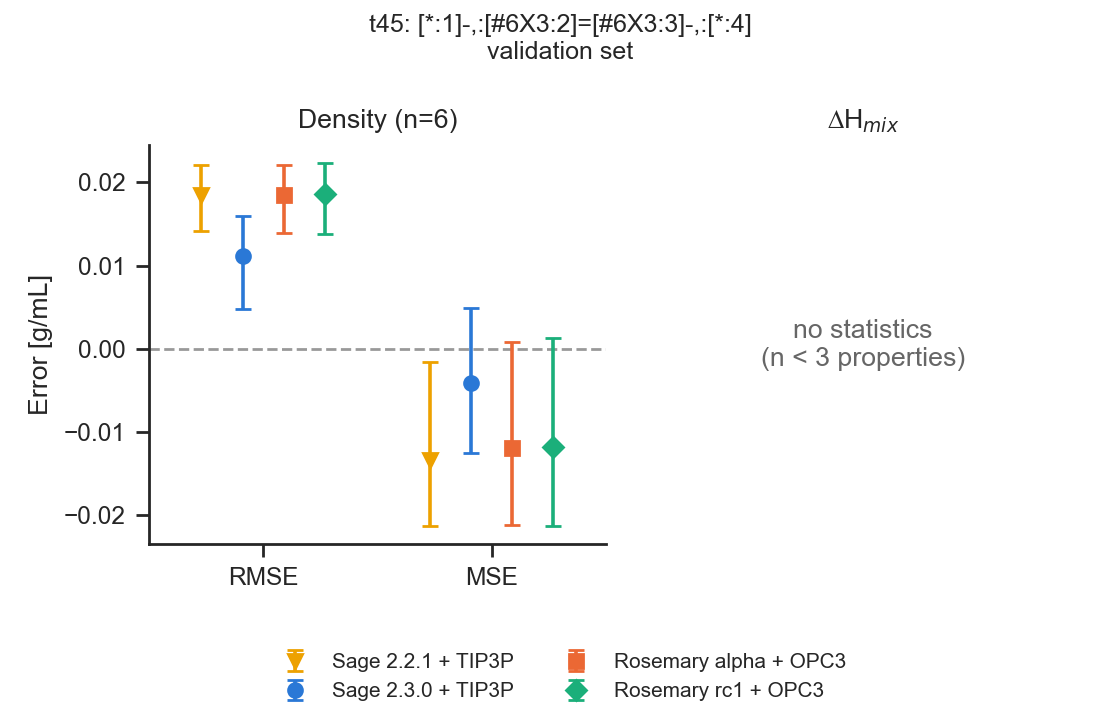 t45: [*:1]-,:[#6X3:2]=[#6X3:3]-,:[*:4]
validation set
Density (n=6)
ΔHmix
Error [g/mL]
0.02
0.01
0.00
−0.01
−0.02
RMSE
MSE
no statistics
(n < 3 properties)
Sage 2.2.1 + TIP3P
Sage 2.3.0 + TIP3P
Rosemary alpha + OPC3
Rosemary rc1 + OPC3